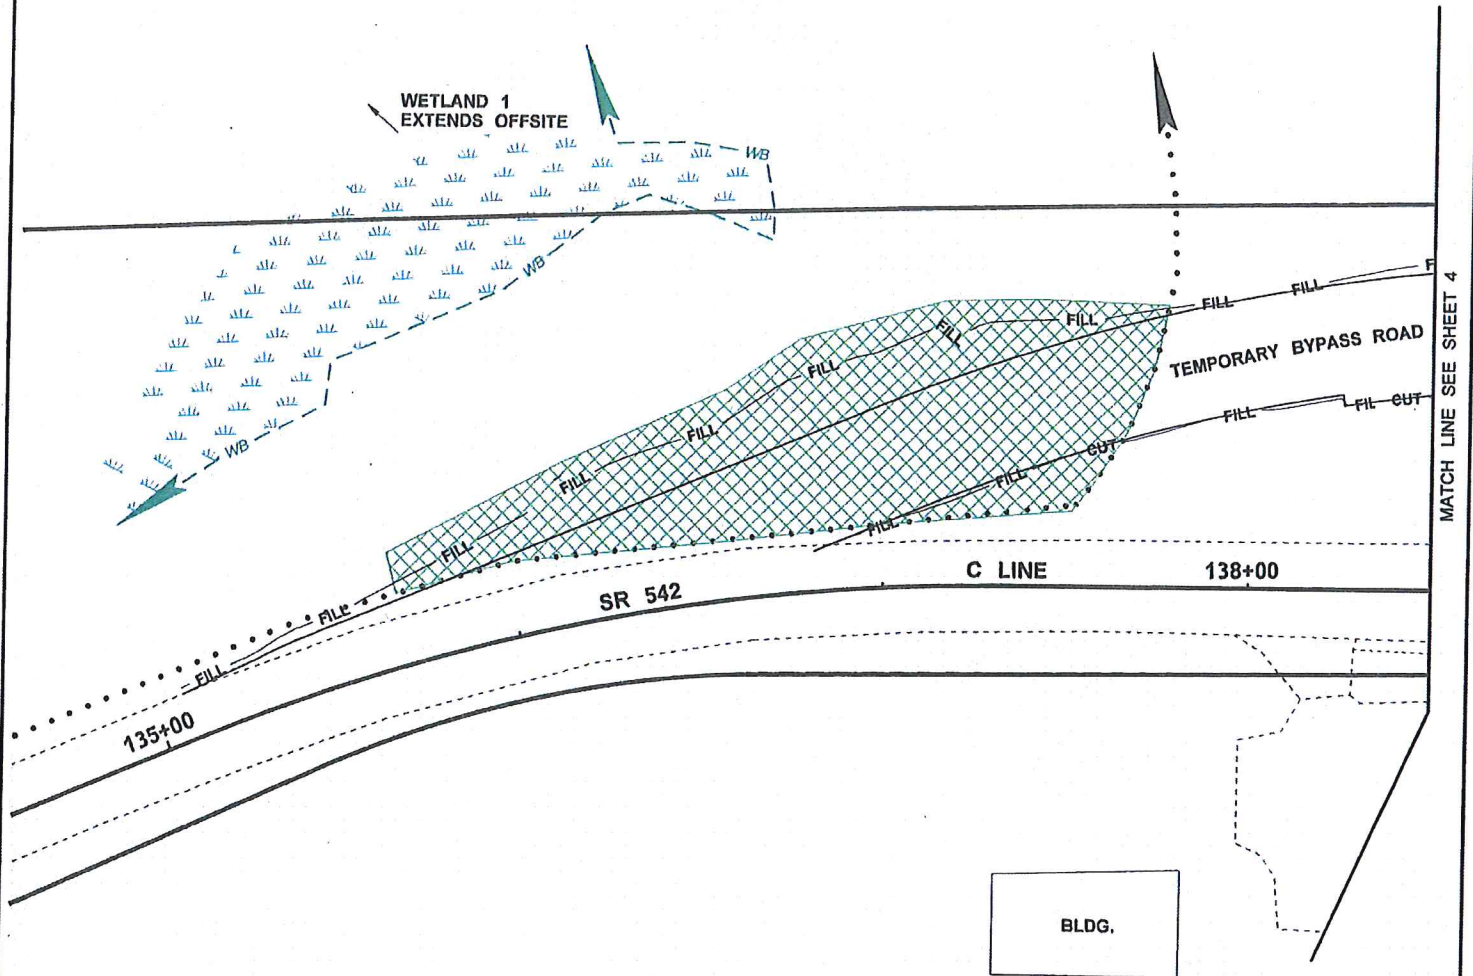 WETLAND 1
EXTENDS OFFSITE
WB
WB
WB
FILL
FILL
FILL
FILL
FILL
FILL
FILL
FILL
FILL
FILL
F
TEMPORARY BYPASS ROAD
FILL
FILL
CUT
FILL
FIL
CUT
C LINE
138+00
SR 542
135+00
BLDG.
MATCH LINE SEE SHEET 4